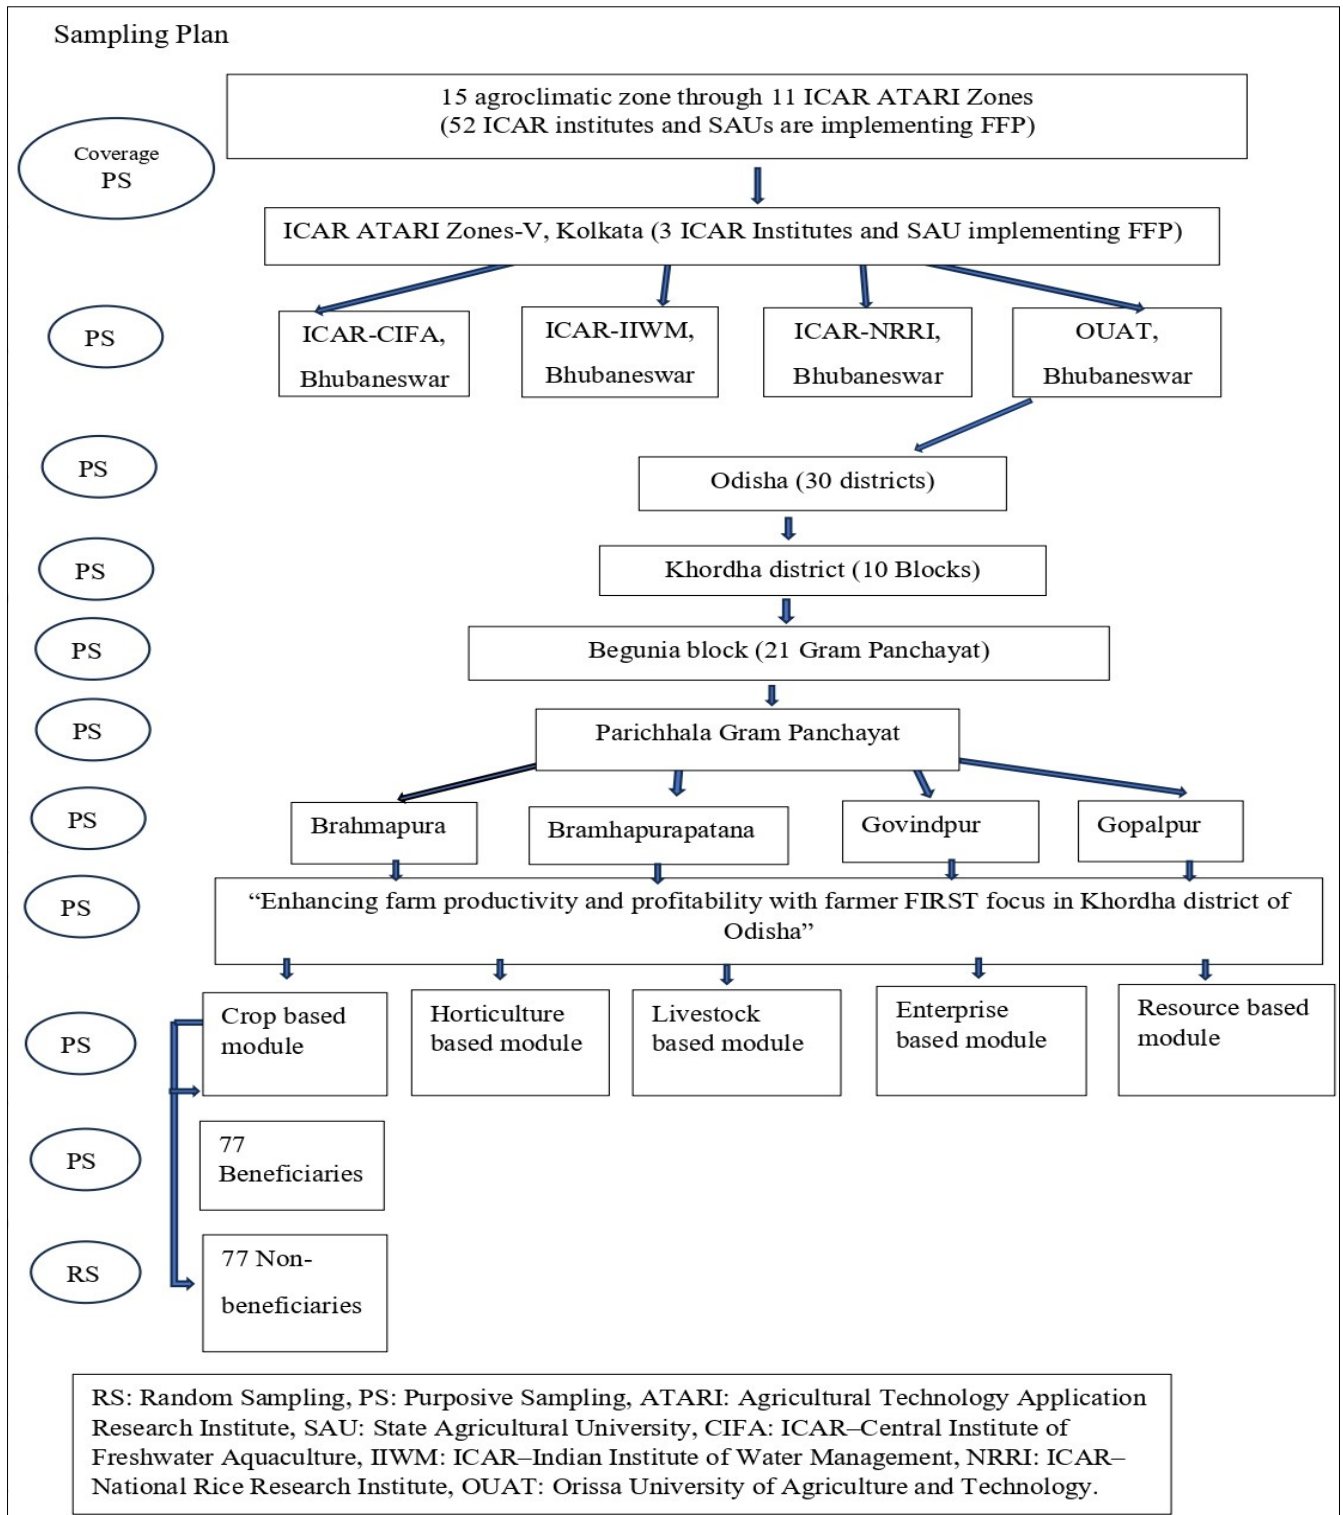 Sampling Plan
15 agroclimatic zone through 11 ICAR ATARI Zones
(52 ICAR institutes and SAUs are implementing FFP)
Coverage
PS
ICAR ATARI Zones-V, Kolkata (3 ICAR Institutes and SAU implementing FFP)
PS
ICAR-CIFA,
Bhubaneswar
ICAR-IIWM,
Bhubaneswar
ICAR-NRRI,
Bhubaneswar
OUAT,
Bhubaneswar
PS
Odisha (30 districts)
PS
Khordha district (10 Blocks)
PS
Begunia block (21 Gram Panchayat)
PS
Parichhala Gram Panchayat
PS
Brahmapura
Bramhapurapatana
Govindpur
Gopalpur
PS
“Enhancing farm productivity and profitability with farmer FIRST focus in Khordha district of
Odisha”
PS
Crop based
module
Horticulture
based module
Livestock
based module
Enterprise
based module
Resource based
module
PS
77
Beneficiaries
RS
77 Non-
beneficiaries
RS: Random Sampling, PS: Purposive Sampling, ATARI: Agricultural Technology Application
Research Institute, SAU: State Agricultural University, CIFA: ICAR–Central Institute of
Freshwater Aquaculture, IIWM: ICAR–Indian Institute of Water Management, NRRI: ICAR–
National Rice Research Institute, OUAT: Orissa University of Agriculture and Technology.